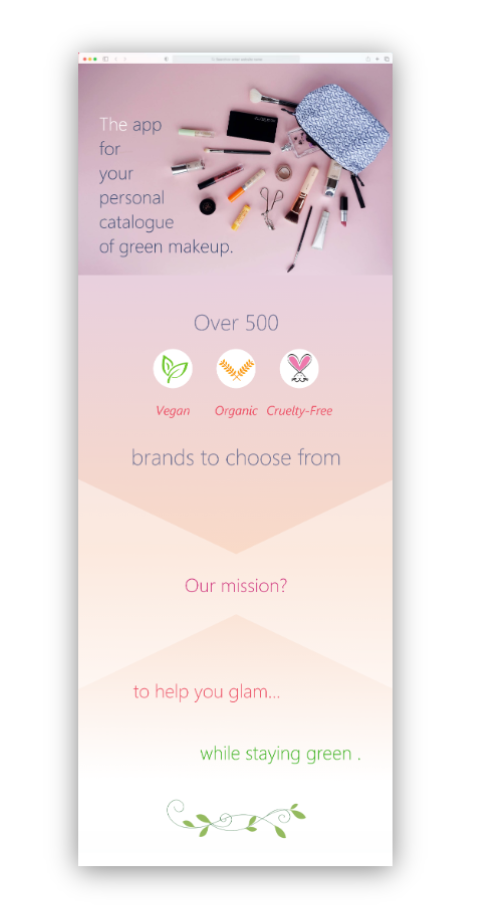 The app
for
your
personal
catalogue
of green makeup.
Over 500
Vegan Organic Cruelty-Free
brands to choose from
Our mission?
to help you glam...
while staying green .